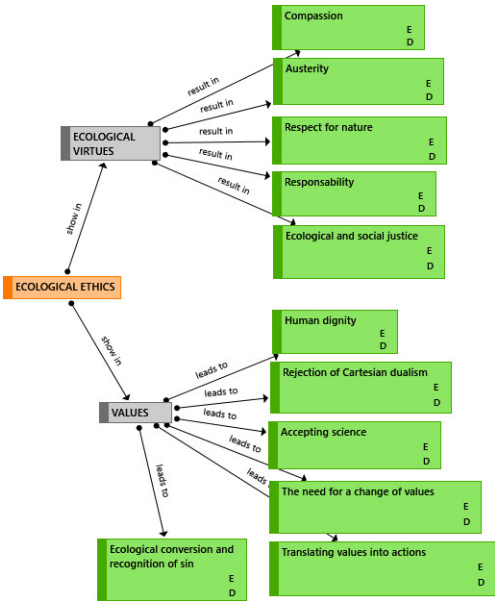 Compassion
E
D
result in
Austerity
E
D
result in
ECOLOGICAL
VIRTUES
result in
Respect for nature
E
D
result in
Responsability
E
D
result in
Ecological and social justice
E
D
show in
ECOLOGICAL ETHICS
show in
Human dignity
E
D
leads to
Rejection of Cartesian dualism
E
D
leads to
VALUES
leads to
Accepting science
E
D
leads to
The need for a change of values
E
D
leads
leads to
Ecological conversion and
recognition of sin
E
D
Translating values into actions
E
D